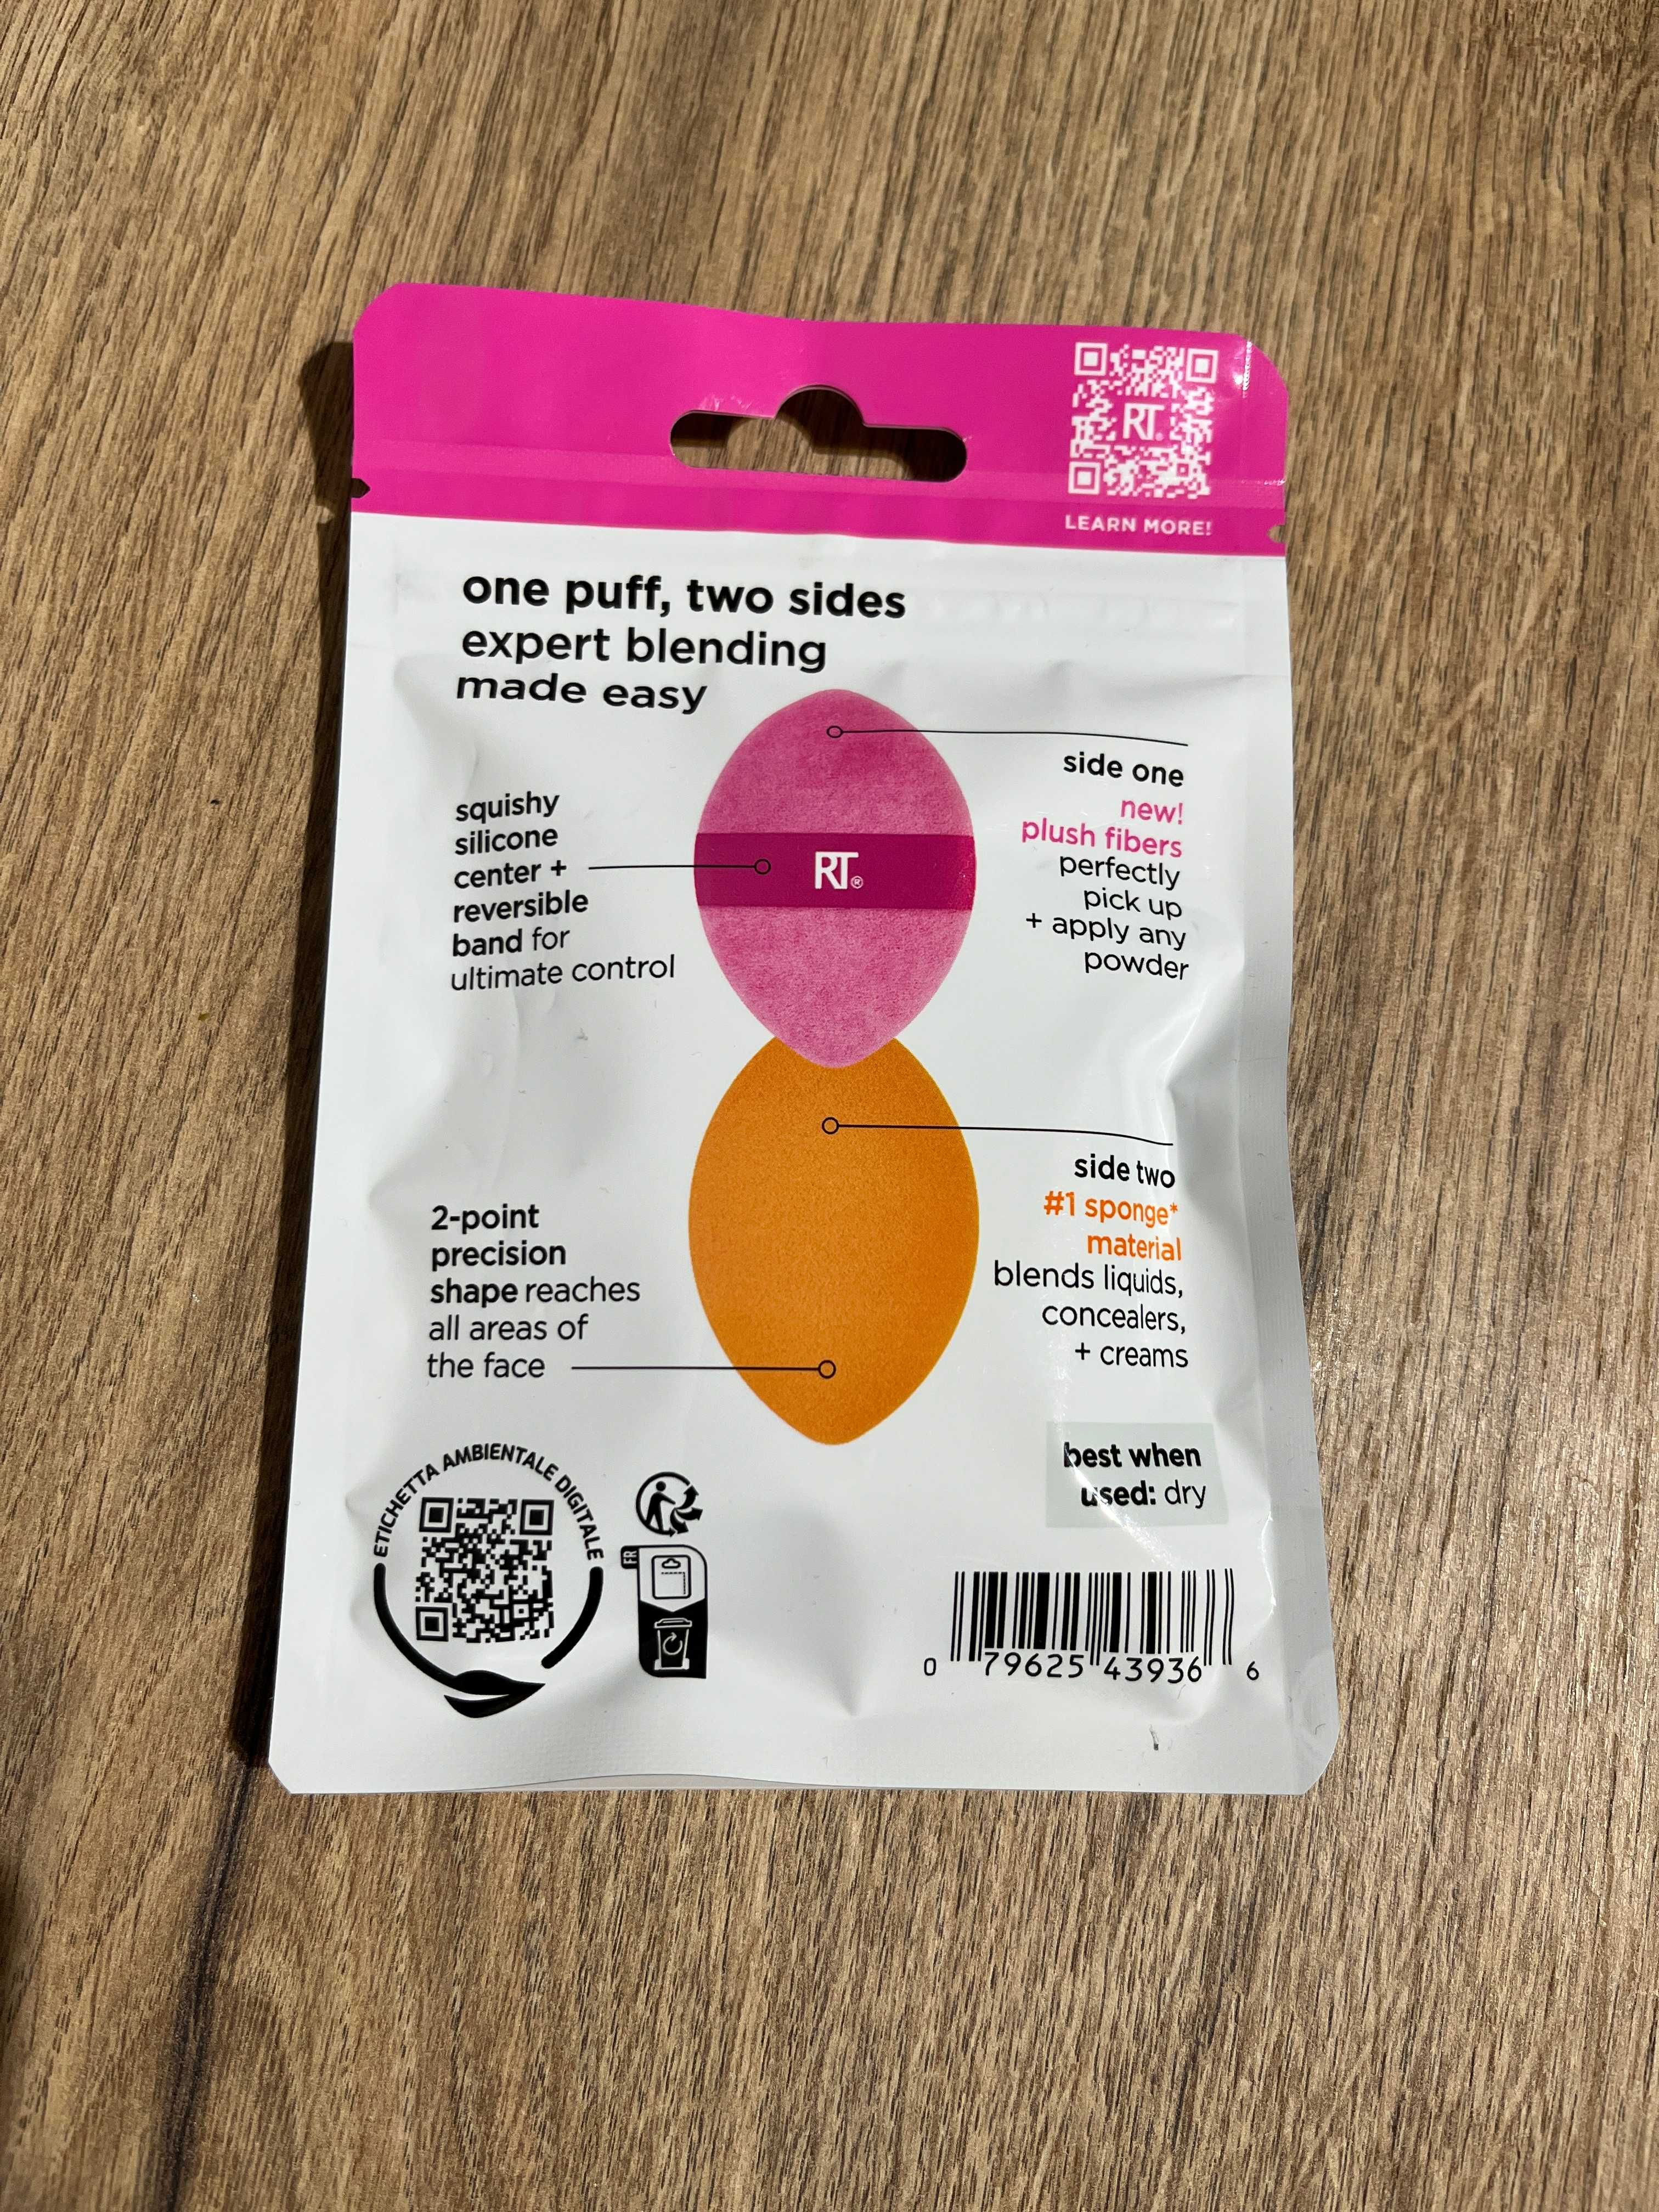 RT.
LEARN MORE!
one puff, two sides
expert blending
made easy
squishy
silicone
center +
reversible
band for
ultimate control
RT®
side one
new!
plush fibers
perfectly
pick up
+ apply any
powder
2-point
precision
shape reaches
all areas of
the face
side two
#1 sponge*
material
blends liquids,
concealers,
+ creams
best when
used: dry
ETICHETTA AMBIENTALE DIGITALE
FR
0 79625 43936 6